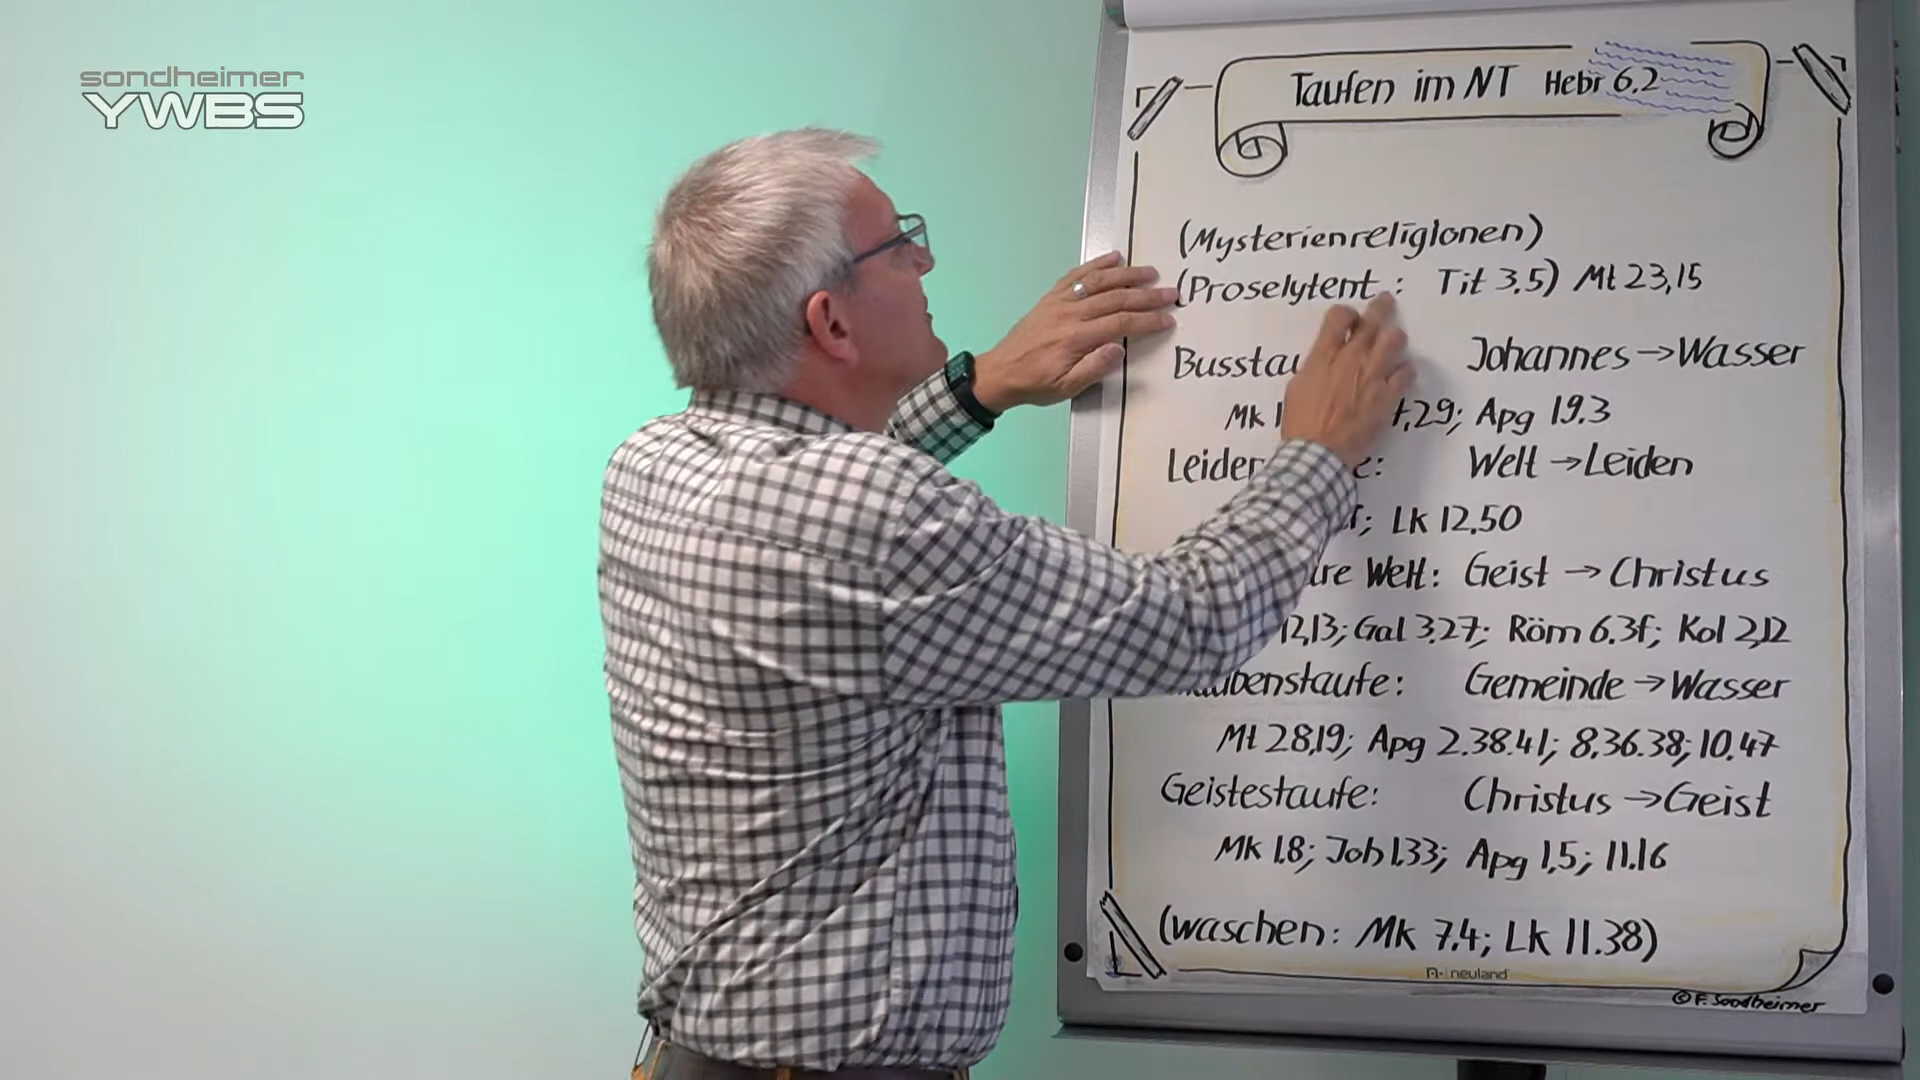 sondheimer
YWBS
Taufen im NT Hebr 6.2
(Mysterienreligionen)
(Proselytent.: Tit 3.5) Mt 23,15
Johannes → Wasser
Mk ,29; Apg 19.3
Welt → Leiden
; Lk 12.50
Welt: Geist → Christus
12,13; Gal 3.27; Röm 6.3f; Kol 2,12
Gemeinde → Wasser
Mt 28,19; Apg 2.38.41; 8,36.38; 10.47
Geistestaufe: Christus → Geist
Mk 1.8; Joh 1.33; Apg 1,5; 11.16
(waschen: Mk 7.4; Lk 11.38)
neuland
© F. Sondheimer